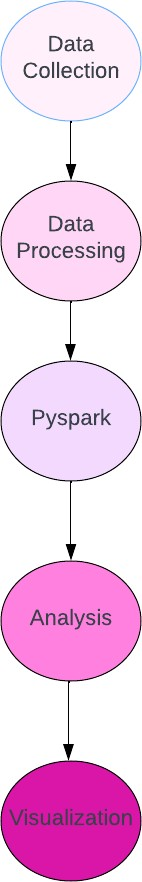 Data
Collection
Data
Processing
Pyspark
Analysis
Visualization